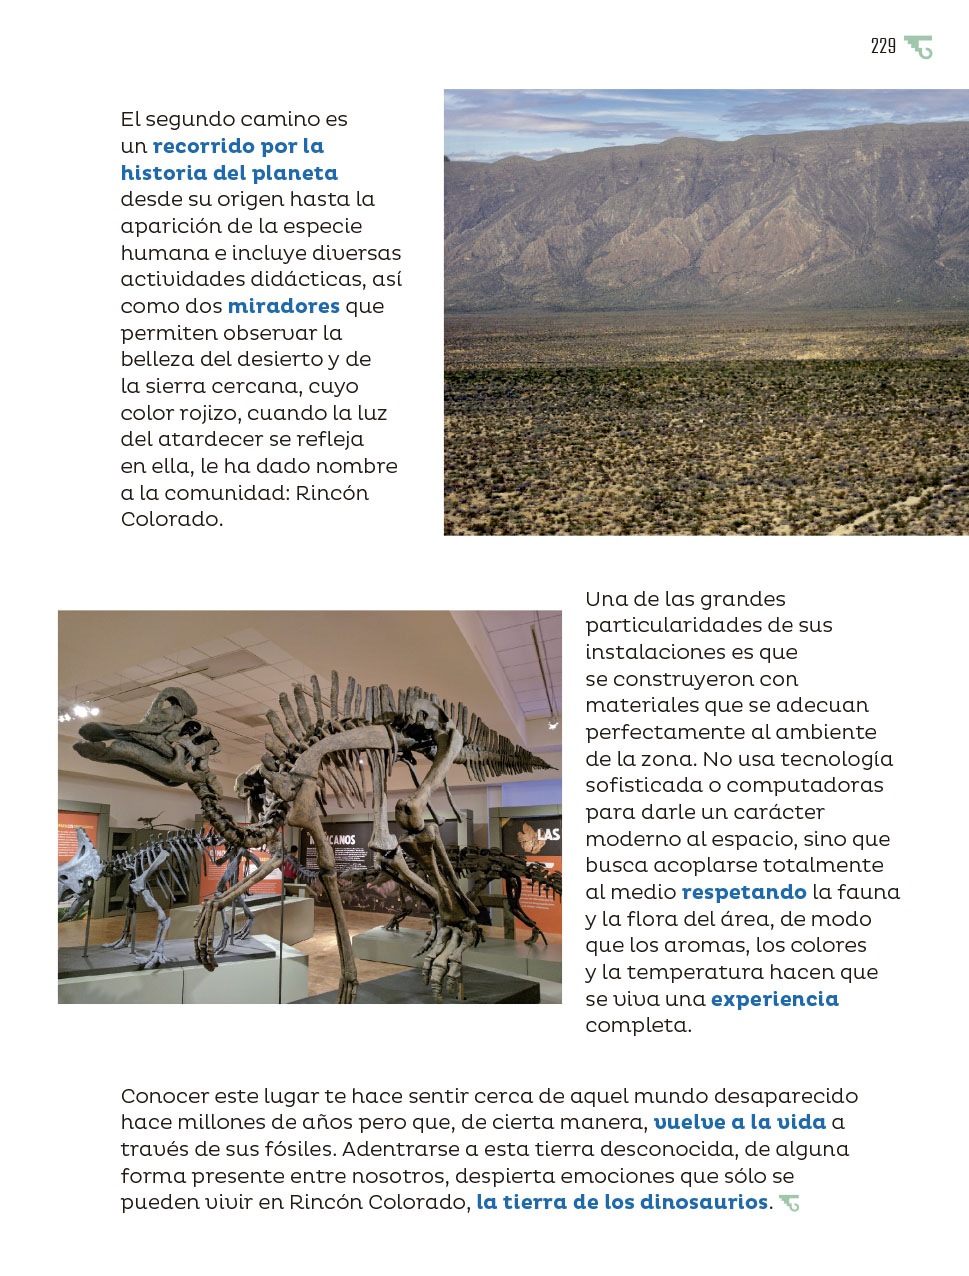 229
El segundo camino es
un recorrido por la
historia del planeta
desde su origen hasta la
aparición de la especie
humana e incluye diversas
actividades didácticas, así
como dos miradores que
permiten observar la
belleza del desierto y de
la sierra cercana, cuyo
color rojizo, cuando la luz
del atardecer se refleja
en ella, le ha dado nombre
a la comunidad: Rincón
Colorado.
Una de las grandes
particularidades de sus
instalaciones es que
se construyeron con
materiales que se adecuan
perfectamente al ambiente
de la zona. No usa tecnología
sofisticada o computadoras
para darle un carácter
moderno al espacio, sino que
busca acoplarse totalmente
al medio respetando la fauna
y la flora del área, de modo
que los aromas, los colores
y la temperatura hacen que
se viva una experiencia
completa.
LAS
Conocer este lugar te hace sentir cerca de aquel mundo desaparecido
hace millones de años pero que, de cierta manera, vuelve a la vida a
través de sus fósiles. Adentrarse a esta tierra desconocida, de alguna
forma presente entre nosotros, despierta emociones que sólo se
pueden vivir en Rincón Colorado, la tierra de los dinosaurios.